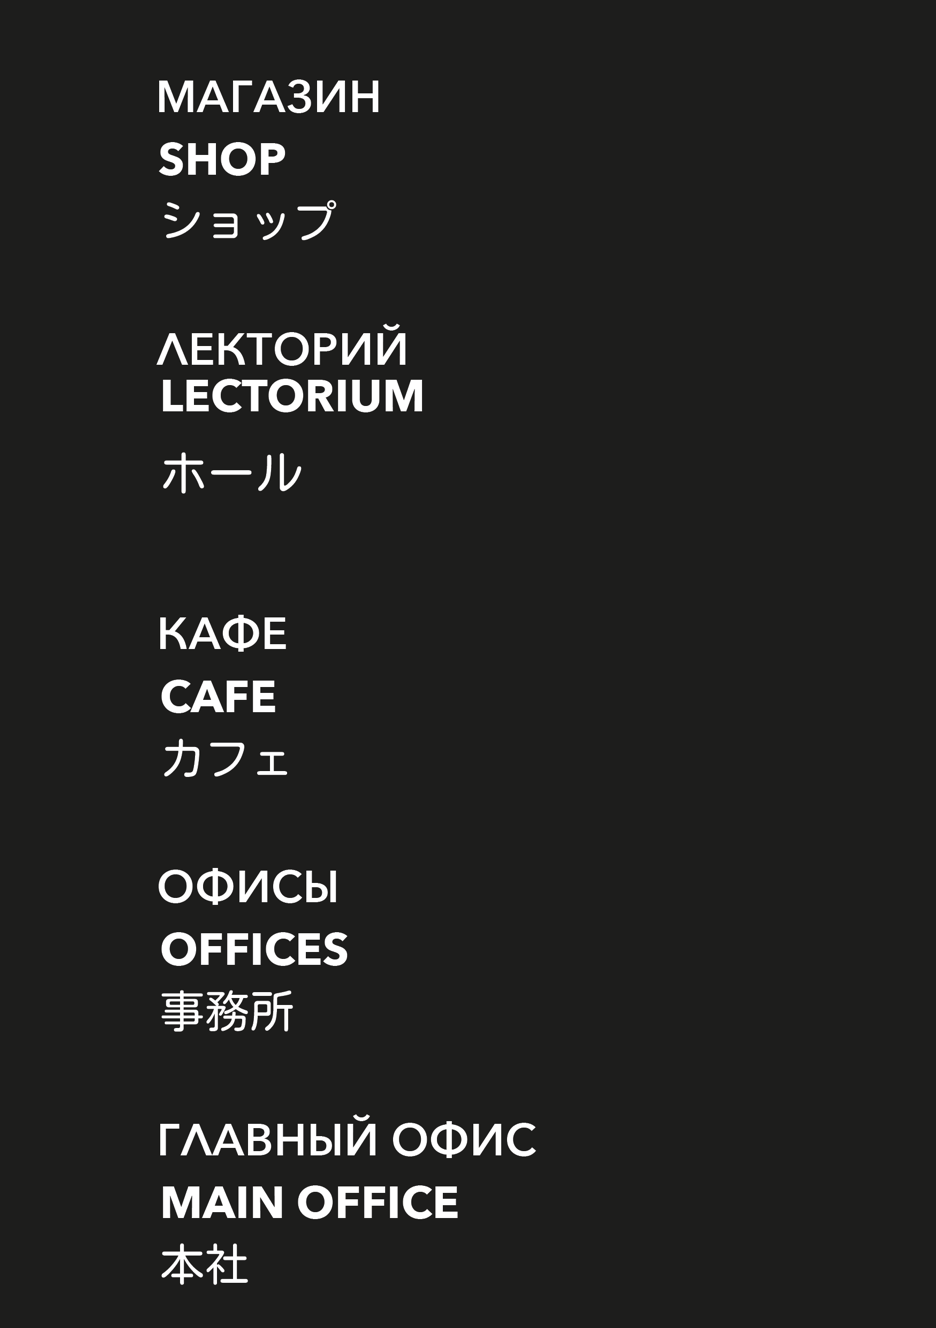 МАГАЗИН
SHOP
ショップ
ЛЕКТОРИЙ
LECTORIUM
ホール
КАФЕ
CAFE
カフェ
ОФИСЫ
OFFICES
事務所
ГЛАВНЫЙ ОФИС
MAIN OFFICE
本社